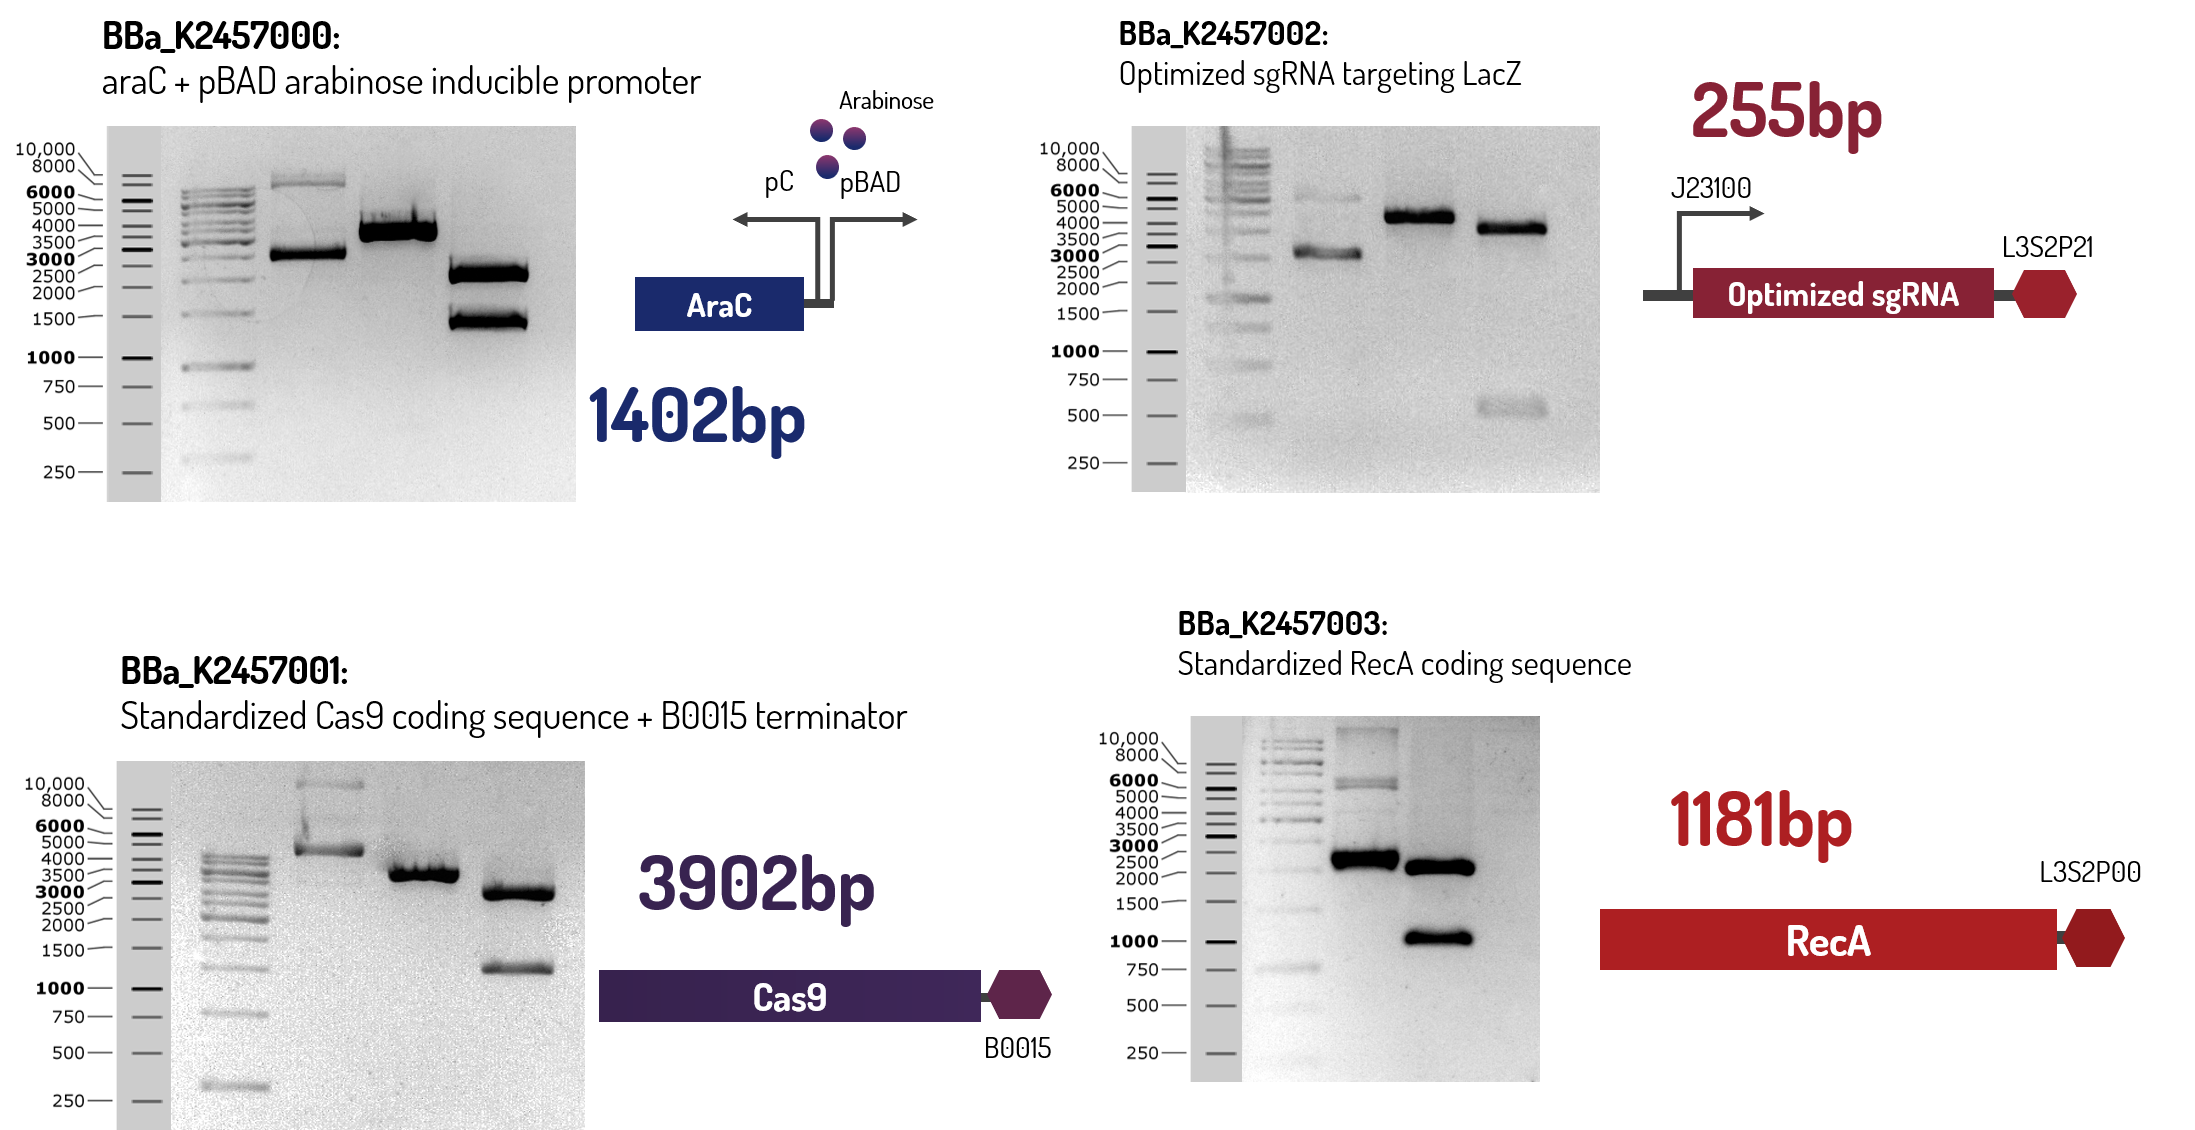 BBa_K2457000:
araC + pBAD arabinose inducible promoter
10,000
8000
6000
5000
4000
3500
3000
2500
2000
1500
1000
750
500
250
Arabinose
pC
pBAD
AraC
1402bp
BBa_K2457002:
Optimized sgRNA targeting LacZ
10,000
8000
6000
5000
4000
3500
3000
2500
2000
1500
1000
750
500
250
255bp
J23100
L3S2P21
Optimized sgRNA
BBa_K2457001:
Standardized Cas9 coding sequence + B0015 terminator
10,000
8000
6000
5000
4000
3500
3000
2500
2000
1500
1000
750
500
250
3902bp
Cas9
B0015
BBa_K2457003:
Standardized RecA coding sequence
10,000
8000
6000
5000
4000
3500
3000
2500
2000
1500
1000
750
500
250
1181bp
L3S2P00
RecA